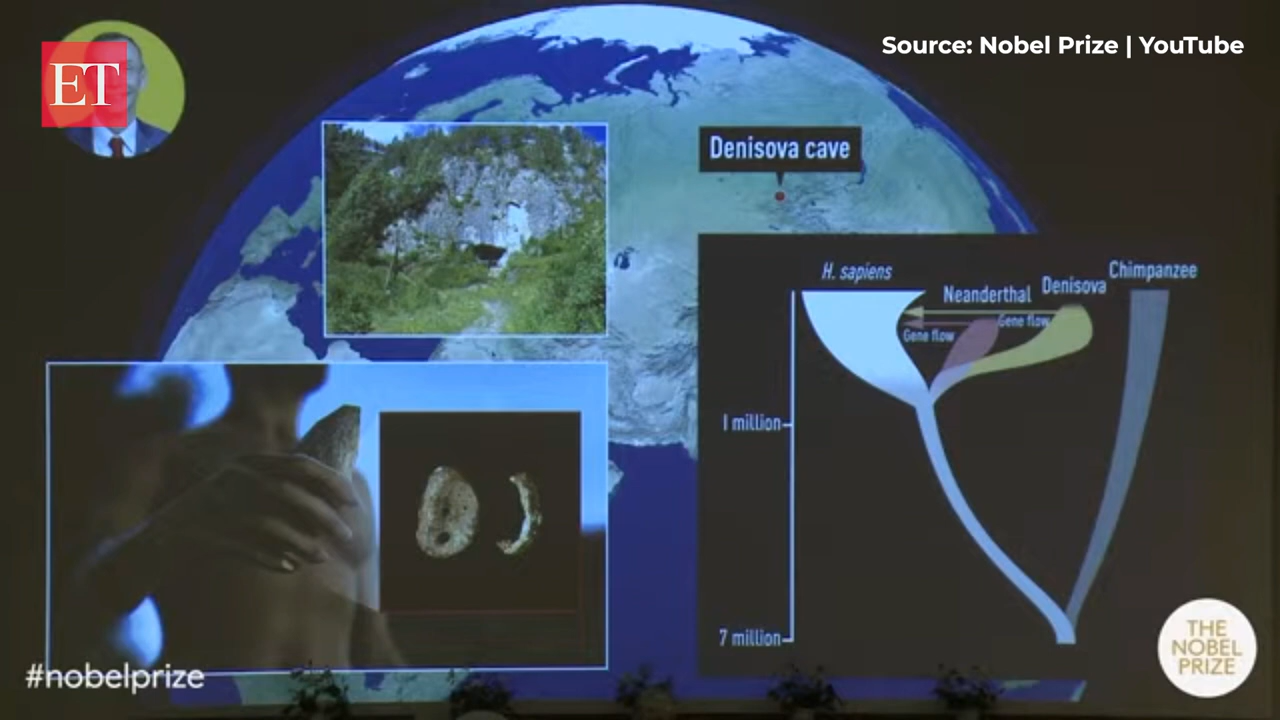 ET
Source: Nobel Prize | YouTube
Denisova cave
H. sapiens
Neanderthal
Denisova
Chimpanzee
Gene flow
Gene flow
1 million
7 million
#nobelprize
THE
NOBEL
PRIZE